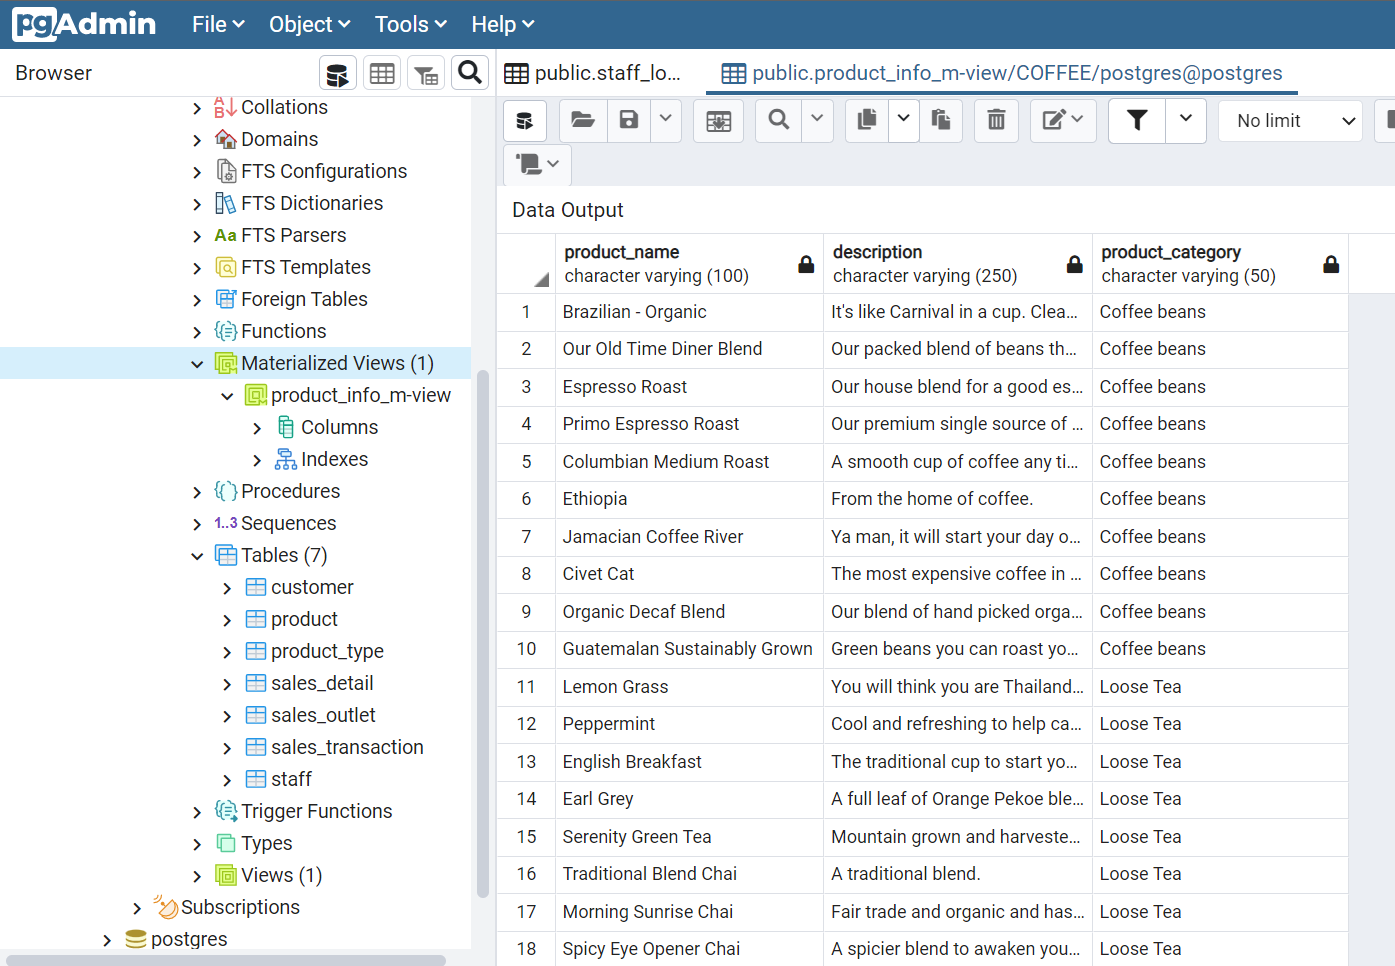 pgAdmin File Object Tools Help
Browser
public.staff_lo... public.product_info_m-view/COFFEE/postgres@postgres
No limit
Collations
Domains
FTS Configurations
FTS Dictionaries
Aa FTS Parsers
FTS Templates
Foreign Tables
Functions
Materialized Views (1)
product_info_m-view
Columns
Indexes
Procedures
1..3 Sequences
Tables (7)
customer
product
product_type
sales_detail
sales_outlet
sales_transaction
staff
Trigger Functions
Types
Views (1)
Subscriptions
postgres
Data Output
product_name description product_category
character varying (100) character varying (250) character varying (50)
1 Brazilian - Organic It's like Carnival in a cup. Clea... Coffee beans
2 Our Old Time Diner Blend Our packed blend of beans th... Coffee beans
3 Espresso Roast Our house blend for a good es... Coffee beans
4 Primo Espresso Roast Our premium single source of ... Coffee beans
5 Columbian Medium Roast A smooth cup of coffee any ti... Coffee beans
6 Ethiopia From the home of coffee. Coffee beans
7 Jamacian Coffee River Ya man, it will start your day o... Coffee beans
8 Civet Cat The most expensive coffee in ... Coffee beans
9 Organic Decaf Blend Our blend of hand picked orga... Coffee beans
10 Guatemalan Sustainably Grown Green beans you can roast yo... Coffee beans
11 Lemon Grass You will think you are Thailand... Loose Tea
12 Peppermint Cool and refreshing to help ca... Loose Tea
13 English Breakfast The traditional cup to start yo... Loose Tea
14 Earl Grey A full leaf of Orange Pekoe ble... Loose Tea
15 Serenity Green Tea Mountain grown and harveste... Loose Tea
16 Traditional Blend Chai A traditional blend. Loose Tea
17 Morning Sunrise Chai Fair trade and organic and has... Loose Tea
18 Spicy Eye Opener Chai A spicier blend to awaken you... Loose Tea